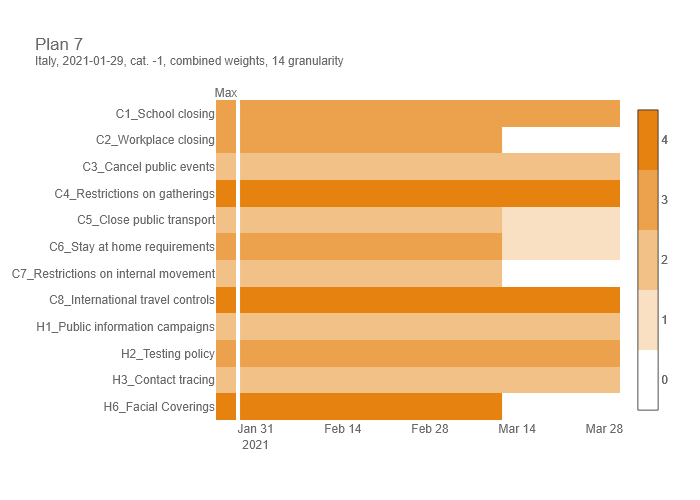 Plan 7
Italy, 2021-01-29, cat. -1, combined weights, 14 granularity
Max
C1_School closing
C2_Workplace closing
C3_Cancel public events
C4_Restrictions on gatherings
C5_Close public transport
C6_Stay at home requirements
C7_Restrictions on internal movement
C8_International travel controls
H1_Public information campaigns
H2_Testing policy
H3_Contact tracing
H6_Facial Coverings
4
3
2
1
0
Jan 31 Feb 14 Feb 28 Mar 14 Mar 28
2021